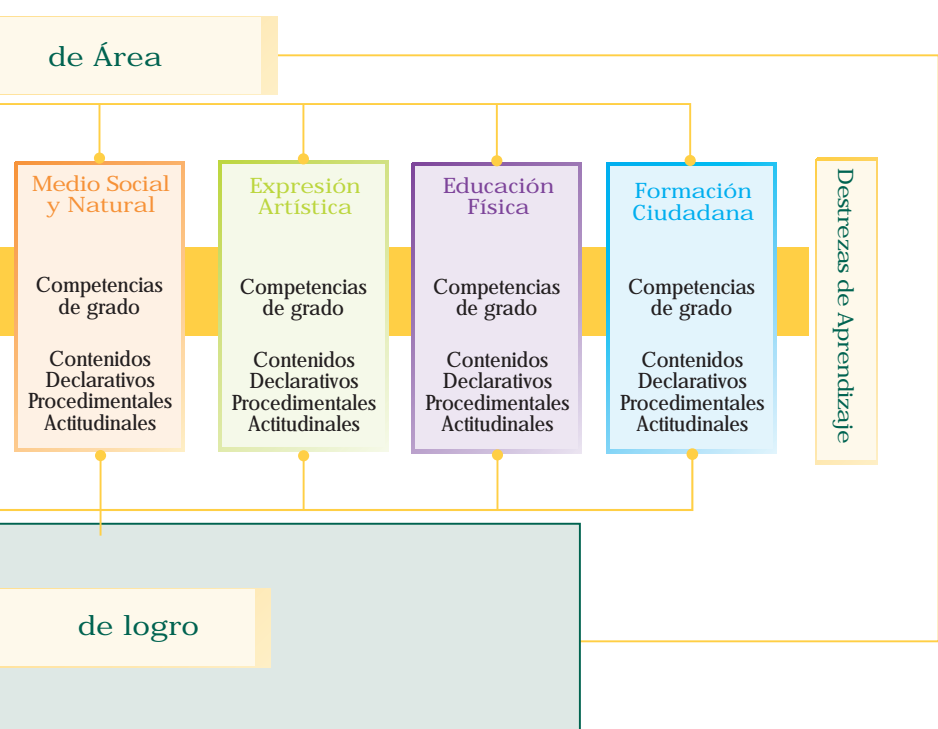 de Área
Medio Social
y Natural
Competencias
de grado
Contenidos
Declarativos
Procedimentales
Actitudinales
Expresión
Artística
Competencias
de grado
Contenidos
Declarativos
Procedimentales
Actitudinales
Educación
Física
Competencias
de grado
Contenidos
Declarativos
Procedimentales
Actitudinales
Formación
Ciudadana
Competencias
de grado
Contenidos
Declarativos
Procedimentales
Actitudinales
Destrezas de Aprendizaje
de logro